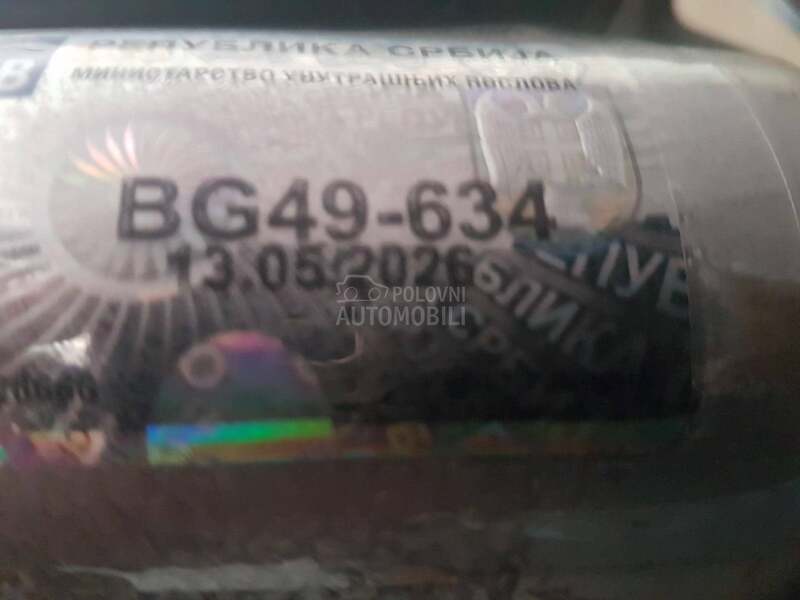 РЕПУБЛИКА СРБИЈА
В
МИНИСТАРСТВО УНУТРАШЊИХ ПОСЛОВА
BG49-634
13.05.2026
POLOVNI
AUTOMOBILI